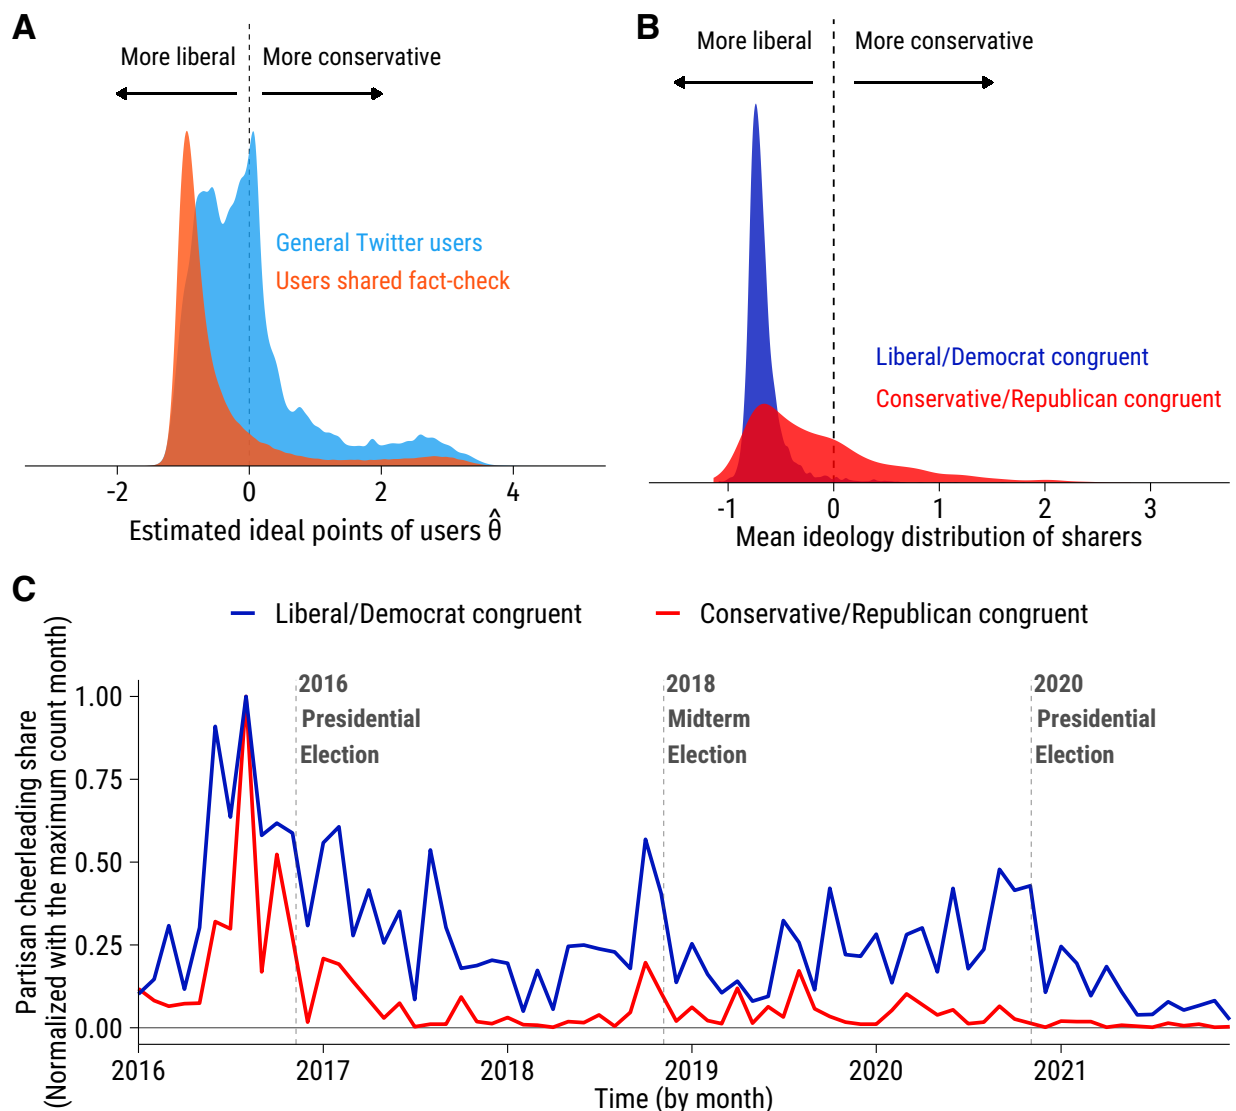 A
More liberal
More conservative
General Twitter users
Users shared fact-check
-2
0
2
4
Estimated ideal points of users θ̂
B
More liberal
More conservative
Liberal/Democrat congruent
Conservative/Republican congruent
-1
0
1
2
3
Mean ideology distribution of sharers
C
Liberal/Democrat congruent
Conservative/Republican congruent
Partisan cheerleading share
(Normalized with the maximum count month)
1.00
0.75
0.50
0.25
0.00
2016
Presidential
Election
2018
Midterm
Election
2020
Presidential
Election
2016
2017
2018
2019
2020
2021
Time (by month)